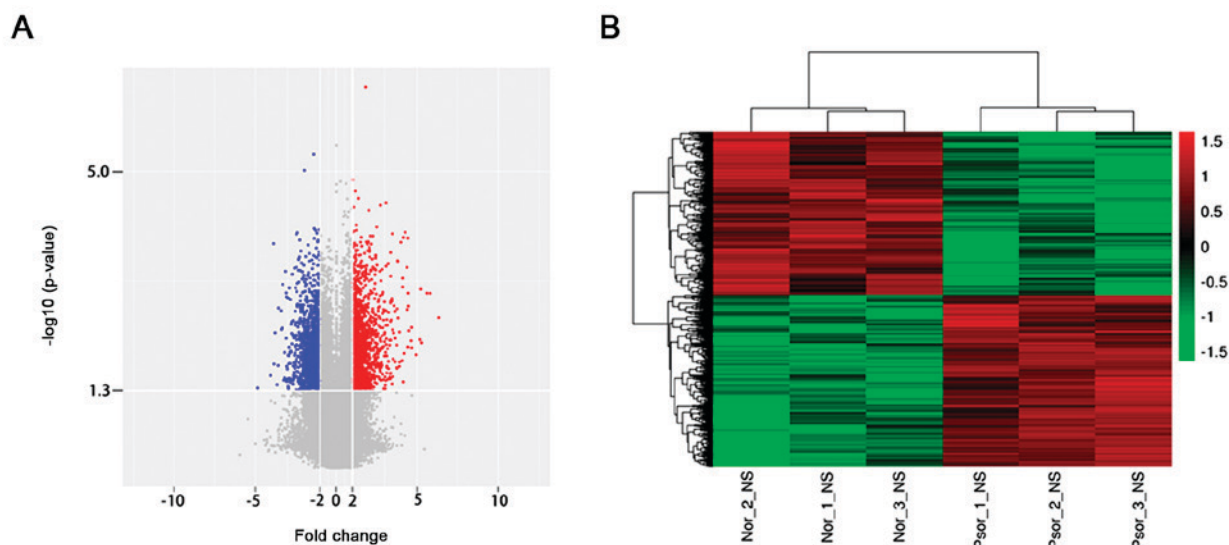 A
B
5.0
1.3
-log10 (p-value)
-10
-5
-2
0
2
5
10
Fold change
1.5
1
0.5
0
-0.5
-1
-1.5
Nor_2_NS
Nor_1_NS
Nor_3_NS
Psor_1_NS
Psor_2_NS
Psor_3_NS